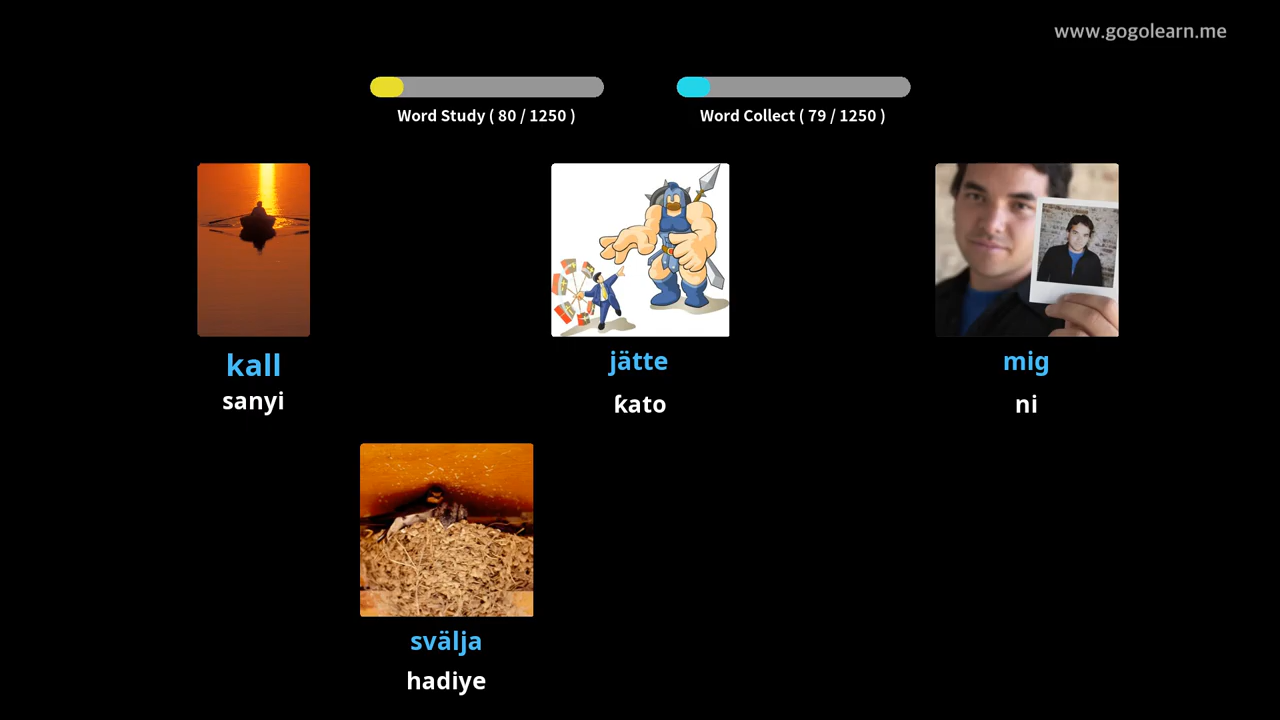 www.gogolearn.me
Word Study ( 80 / 1250 )
Word Collect ( 79 / 1250 )
kall
sanyi
jätte
ƙato
mig
ni
svälja
hadiye